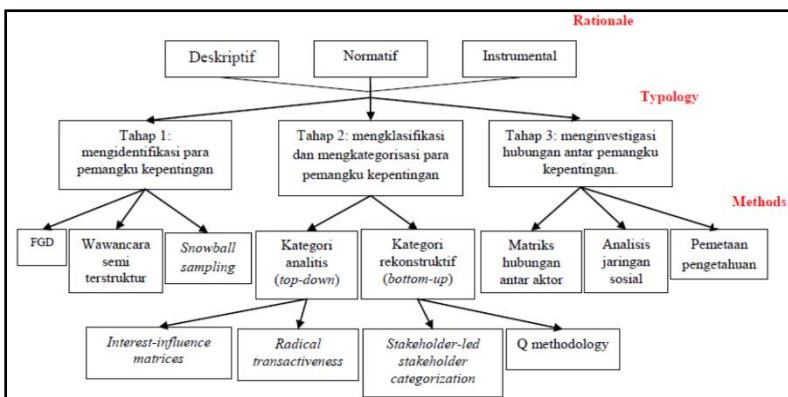 Rationale
Deskriptif
Normatif
Instrumental
Typology
Tahap 1:
mengidentifikasi para
pemangku kepentingan
Tahap 2: mengklasifikasi
dan mengkategorisasi para
pemangku kepentingan
Tahap 3: menginvestigasi
hubungan antar pemangku
kepentingan.
Methods
FGD
Wawancara
semi
terstruktur
Snowball
sampling
Kategori
analitis
(top-down)
Kategori
rekonstruktif
(bottom-up)
Matriks
hubungan
antar aktor
Analisis
jaringan
sosial
Pemetaan
pengetahuan
Interest-influence
matrices
Radical
transactiveness
Stakeholder-led
stakeholder
categorization
Q methodology